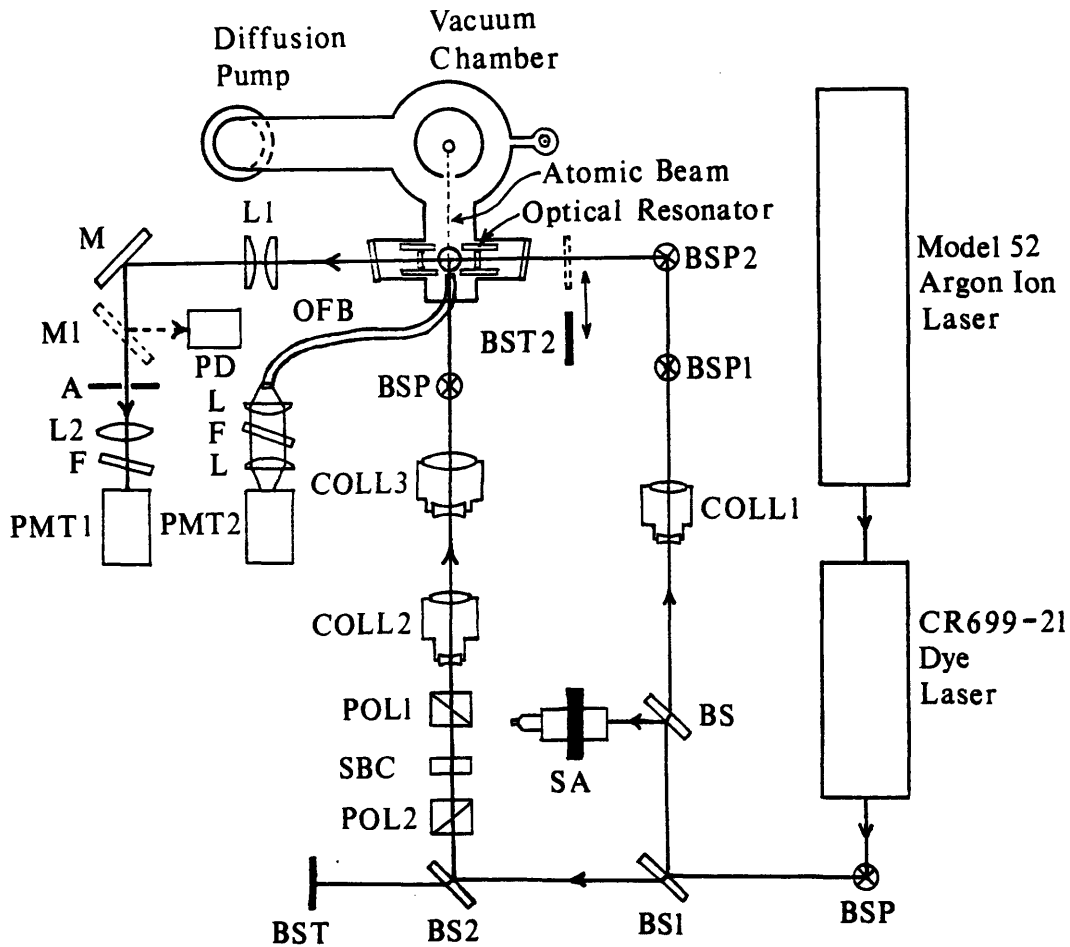 Diffusion
Pump
Vacuum
Chamber
Atomic Beam
Optical Resonator
L1
M
BSP2
Model 52
Argon Ion
Laser
OFB
M1
PD
BST2
BSP1
A
BSP
L
L2
F
F
L
COLL3
COLL1
PMT1
PMT2
COLL2
CR699-21
Dye
Laser
POL1
BS
SBC
SA
POL2
BST
BS2
BS1
BSP